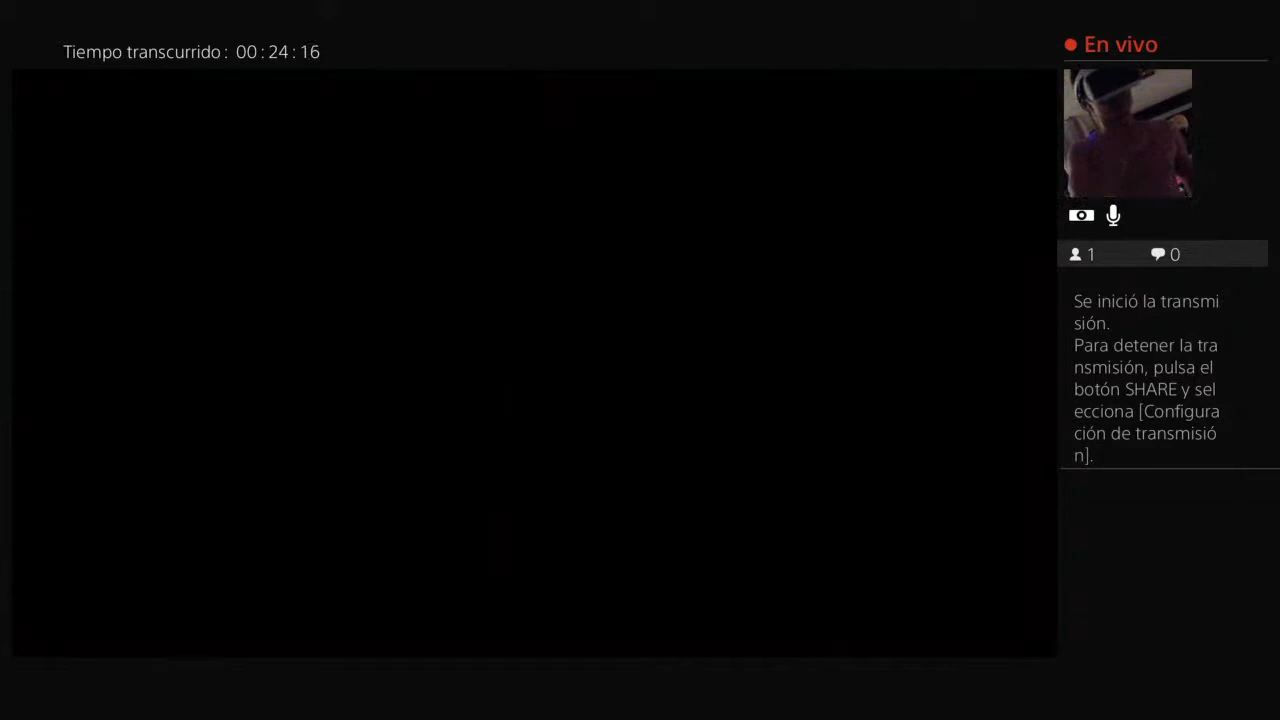 Tiempo transcurrido: 00:24:16
En vivo
1 0
Se inició la transmi
sión.
Para detener la tra
nsmisión, pulsa el
botón SHARE y sel
ecciona [Configura
ción de transmisió
n].